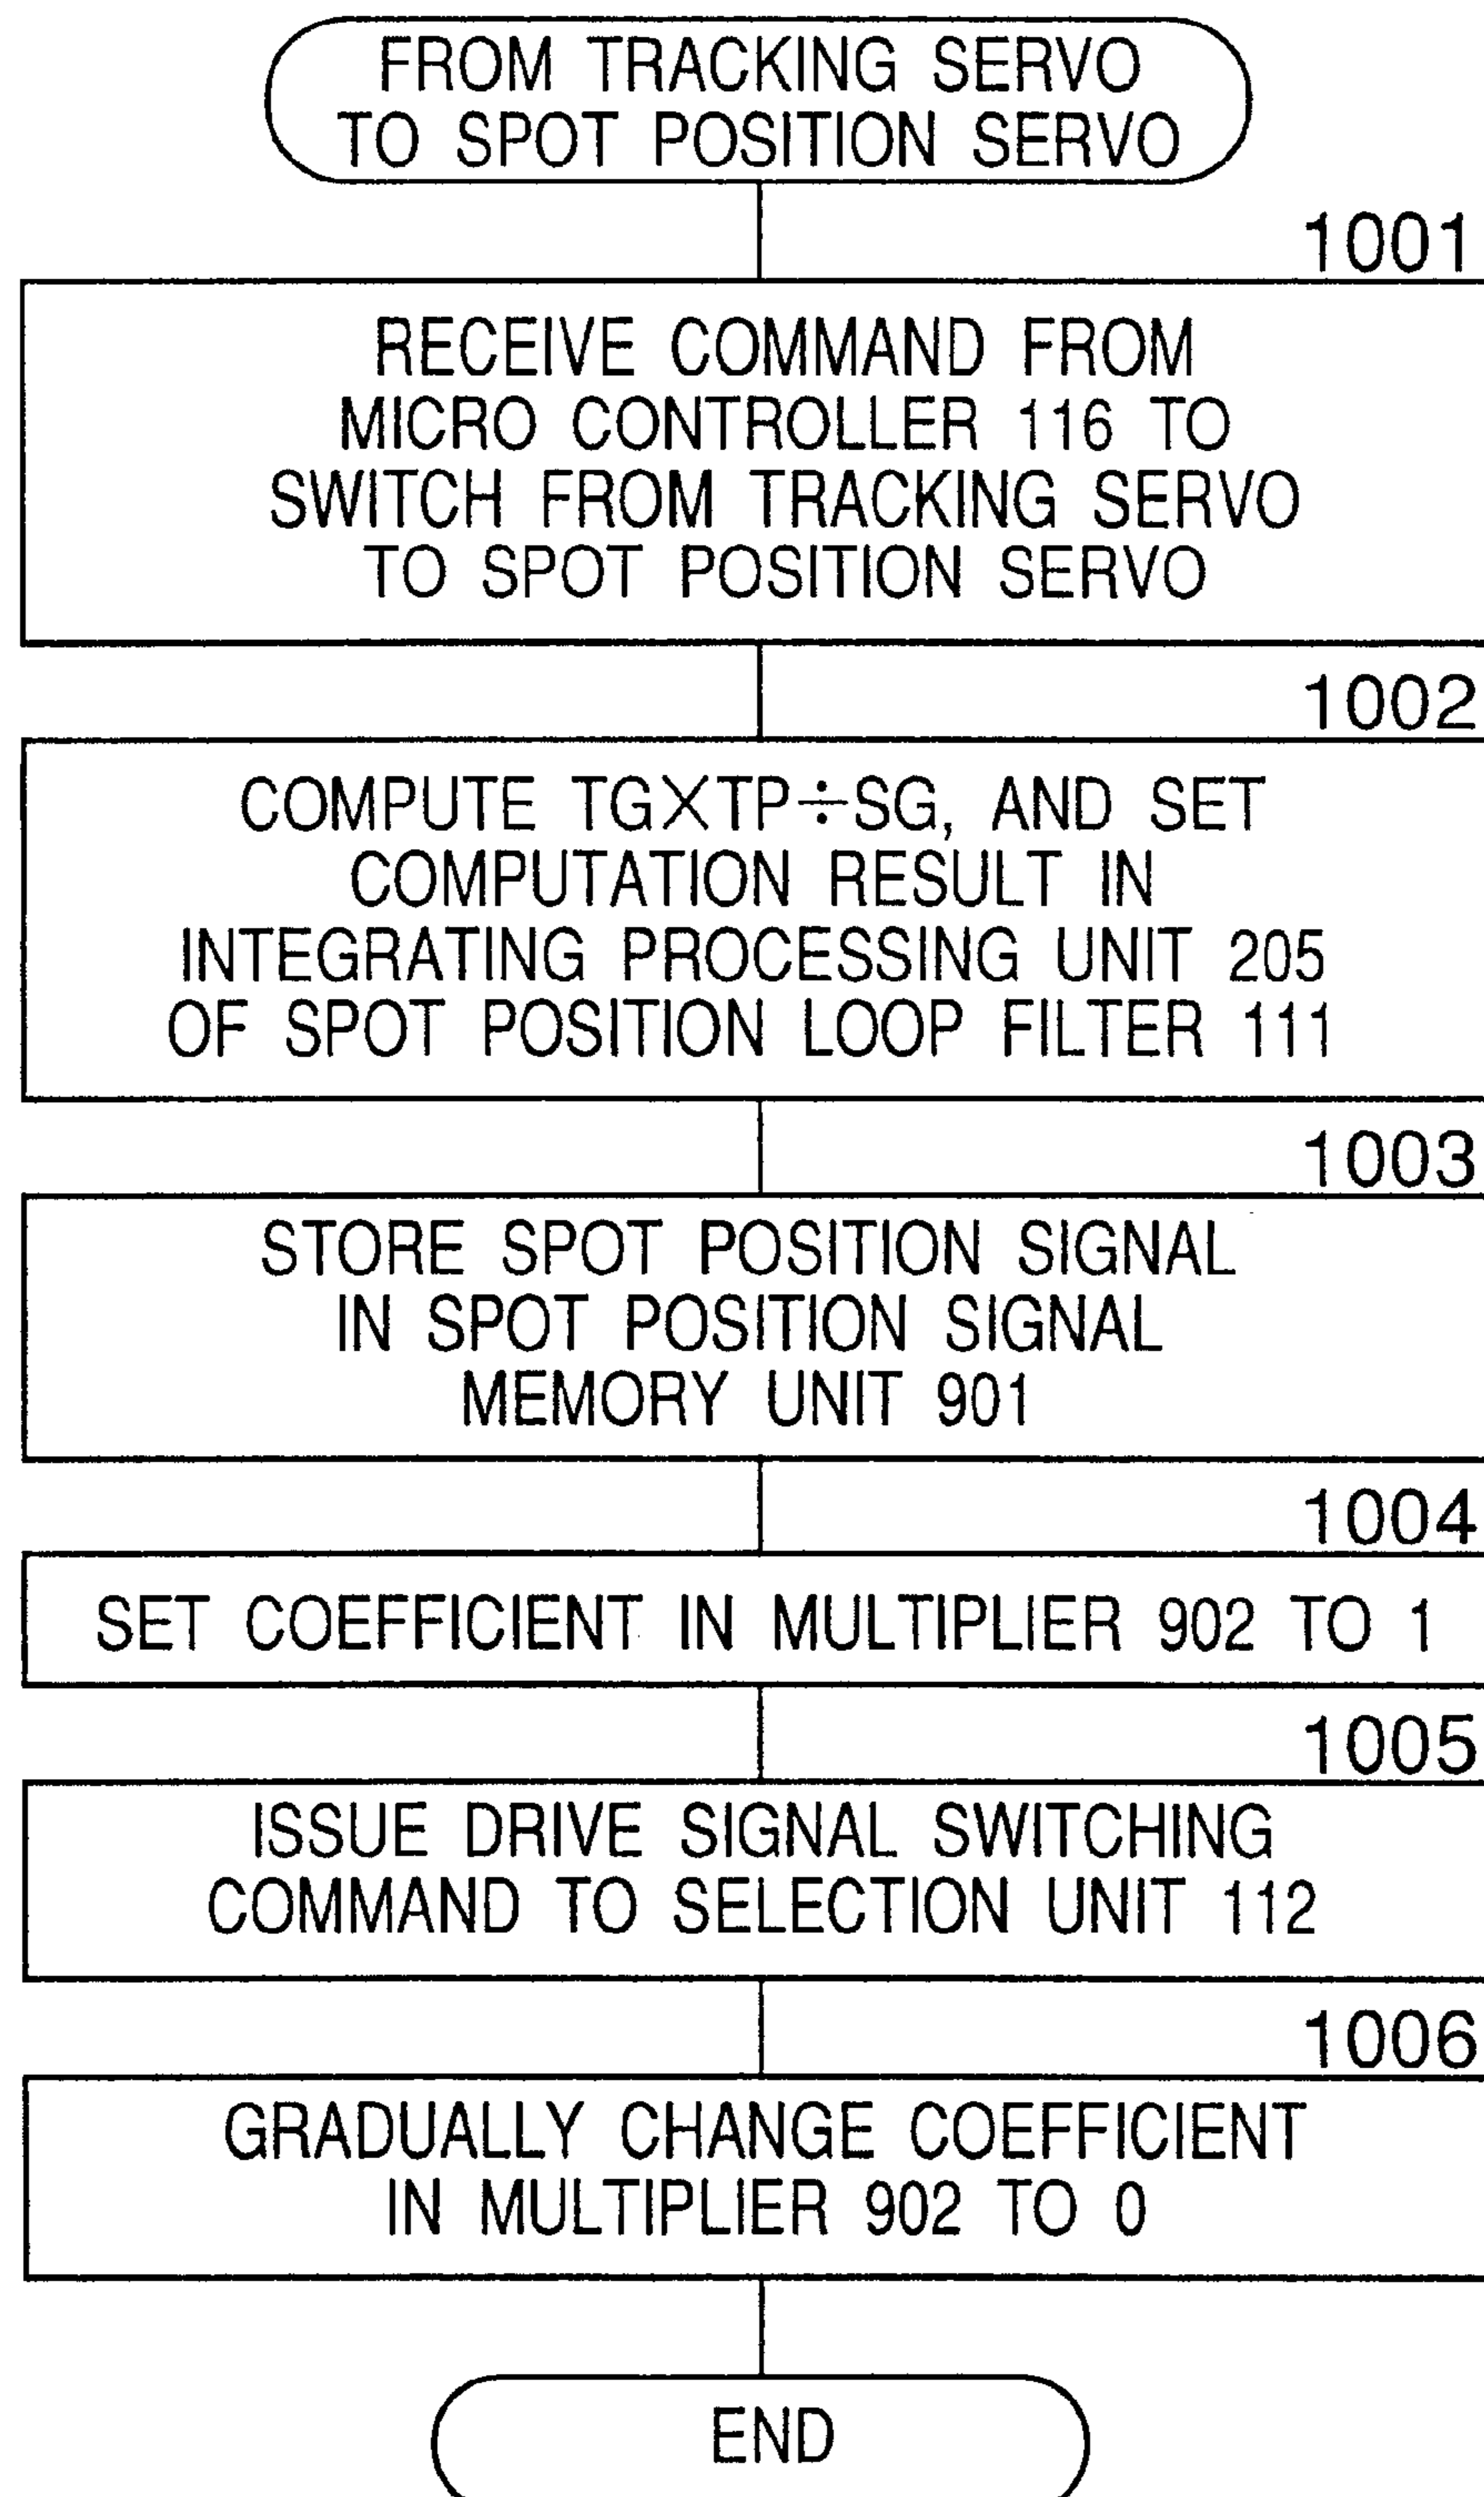 FROM TRACKING SERVO
TO SPOT POSITION SERVO
1001
RECEIVE COMMAND FROM
MICRO CONTROLLER 116 TO
SWITCH FROM TRACKING SERVO
TO SPOT POSITION SERVO
1002
COMPUTE TG×TP÷SG, AND SET
COMPUTATION RESULT IN
INTEGRATING PROCESSING UNIT 205
OF SPOT POSITION LOOP FILTER 111
1003
STORE SPOT POSITION SIGNAL
IN SPOT POSITION SIGNAL
MEMORY UNIT 901
1004
SET COEFFICIENT IN MULTIPLIER 902 TO 1
1005
ISSUE DRIVE SIGNAL SWITCHING
COMMAND TO SELECTION UNIT 112
1006
GRADUALLY CHANGE COEFFICIENT
IN MULTIPLIER 902 TO 0
END